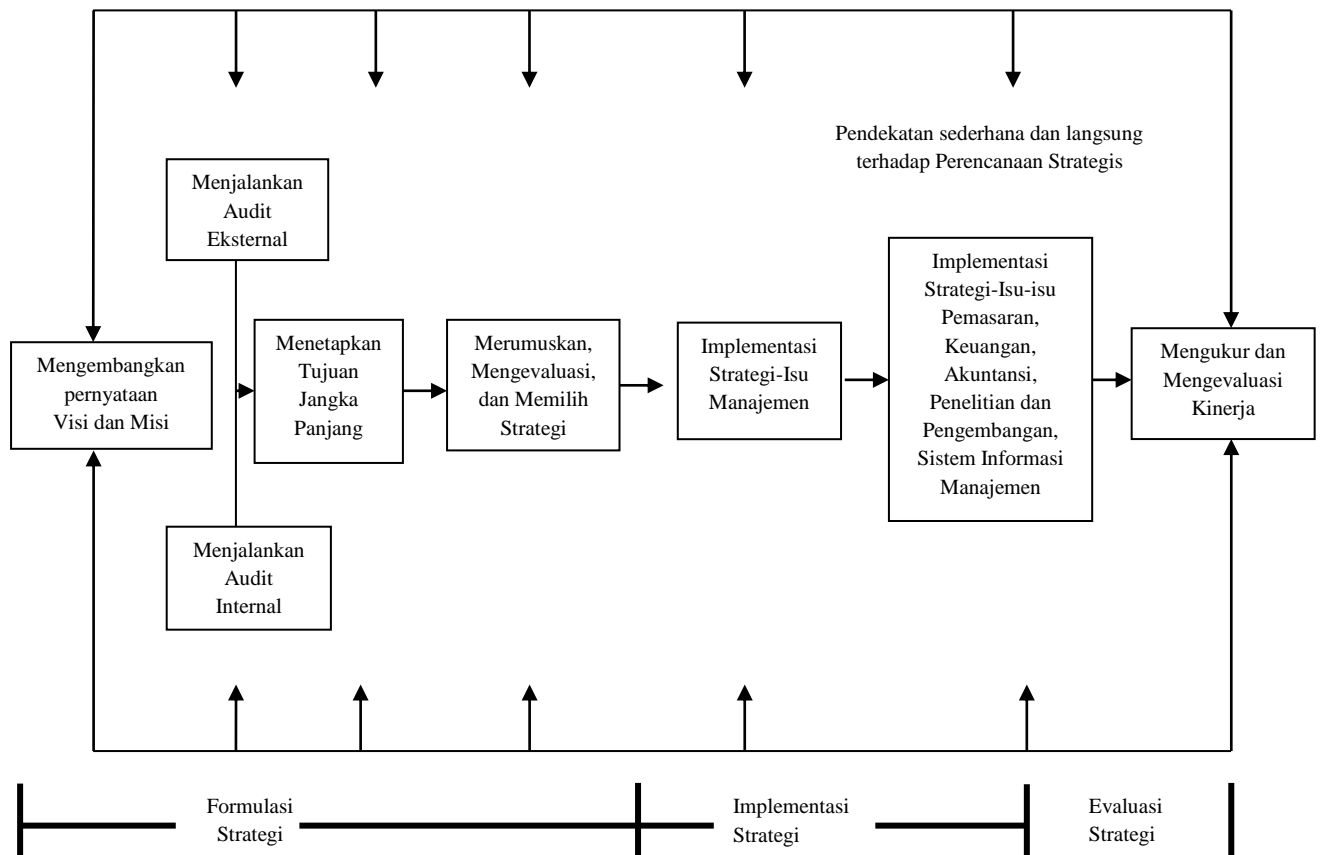 Pendekatan sederhana dan langsung
terhadap Perencanaan Strategis
Menjalankan
Audit
Eksternal
Mengembangkan
pernyataan
Visi dan Misi
Menetapkan
Tujuan
Jangka
Panjang
Merumuskan,
Mengevaluasi,
dan Memilih
Strategi
Implementasi
Strategi-Isu
Manajemen
Implementasi
Strategi-Isu-isu
Pemasaran,
Keuangan,
Akuntansi,
Penelitian dan
Pengembangan,
Sistem Informasi
Manajemen
Mengukur dan
Mengevaluasi
Kinerja
Menjalankan
Audit
Internal
Formulasi
Strategi
Implementasi
Strategi
Evaluasi
Strategi